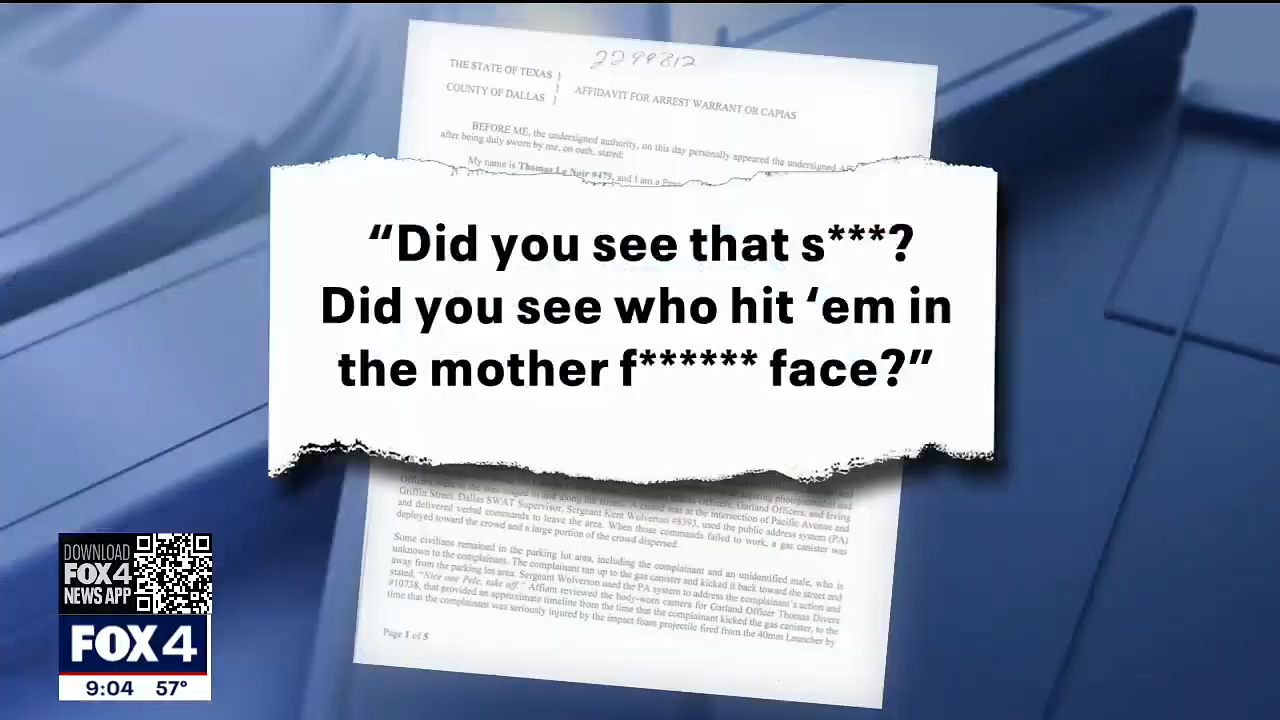 2299812
THE STATE OF TEXAS }
COUNTY OF DALLAS }
AFFIDAVIT FOR ARREST WARRANT OR CAPIAS
BEFORE ME, the undersigned authority, on this day personally appeared the undersigned
after being duly sworn by me, on oath, stated:
My name is Thomas Le Noir #479, and I am a
“Did you see that s***?
Did you see who hit ‘em in
the mother f****** face?”
Griffin Street. Dallas SWAT Supervisor, Sergeant Kent Wolverton #8393, used the public address system (PA)
and delivered verbal commands to leave the area. When those commands failed to work, a gas canister was
deployed toward the crowd and a large portion of the crowd dispersed.
Some civilians remained in the parking lot area, including the complainant and an unidentified male, who is
unknown to the complainant. The complainant ran up to the gas canister and kicked it back toward the street and
away from the parking lot area. Sergeant Wolverton used the PA system to address the complainant's action and
stated, "Nice one Pele, take off." Affiant reviewed the body-worn camera for Garland Officer Thomas Divers
#10738, that provided an approximate timeline from the time that the complainant kicked the gas canister, to the
time that the complainant was seriously injured by the impact foam projectile fired from the 40mm Launcher by
Page 1 of 5
DOWNLOAD
FOX 4
NEWS APP
FOX 4
9:04 57°